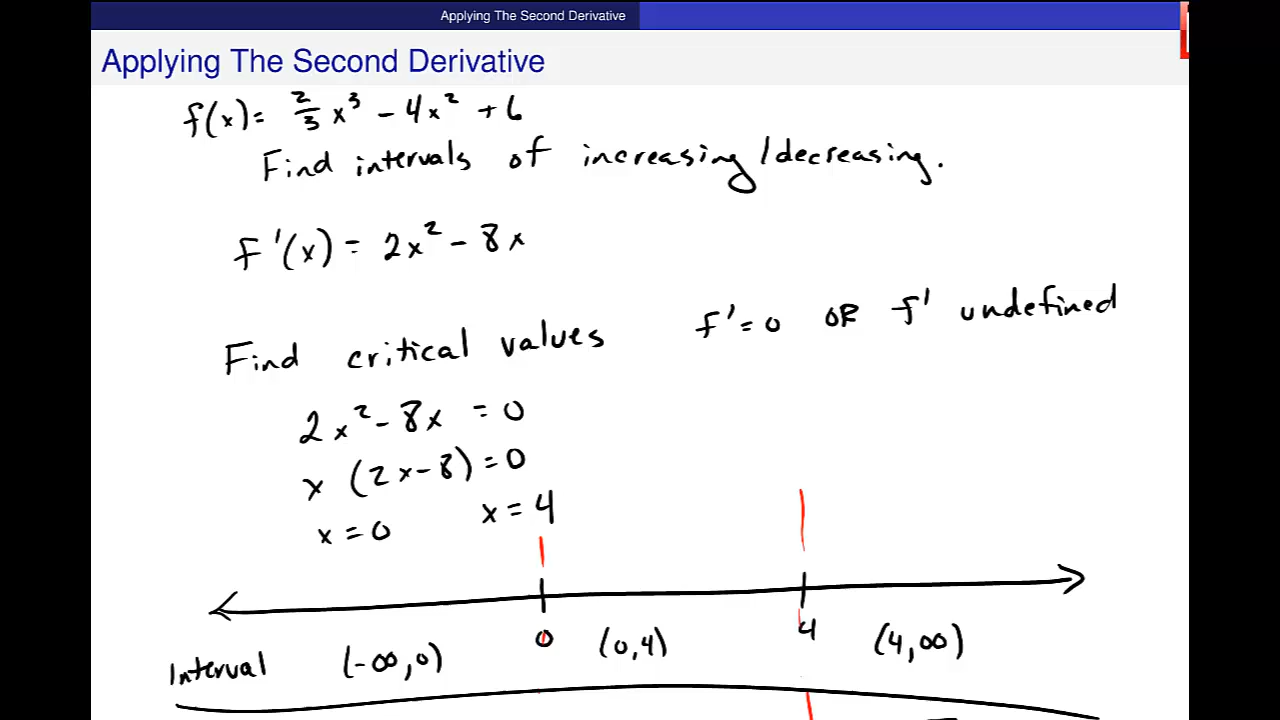 Applying The Second Derivative
Applying The Second Derivative
f(x) = 2/3 x³ - 4x² + 6
Find intervals of increasing/decreasing.
f'(x) = 2x² - 8x
Find critical values f' = 0 OR f' undefined
2x² - 8x = 0
x (2x - 8) = 0
x = 0 x = 4
0 4
Interval (-∞,0) (0,4) (4,∞)